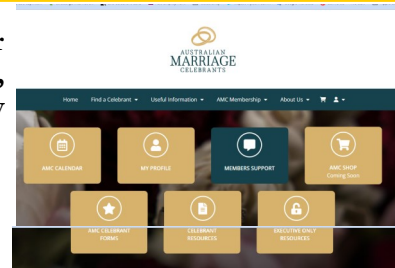 r
,
y
AUSTRALIAN
MARRIAGE
CELEBRANTS
Home Find a Celebrant Useful Information AMC Membership About Us
AMC CALENDAR MY PROFILE MEMBERS SUPPORT AMC SHOP
Coming Soon
AMC CELEBRANT FORMS CELEBRANT RESOURCES EXECUTIVE ONLY RESOURCES